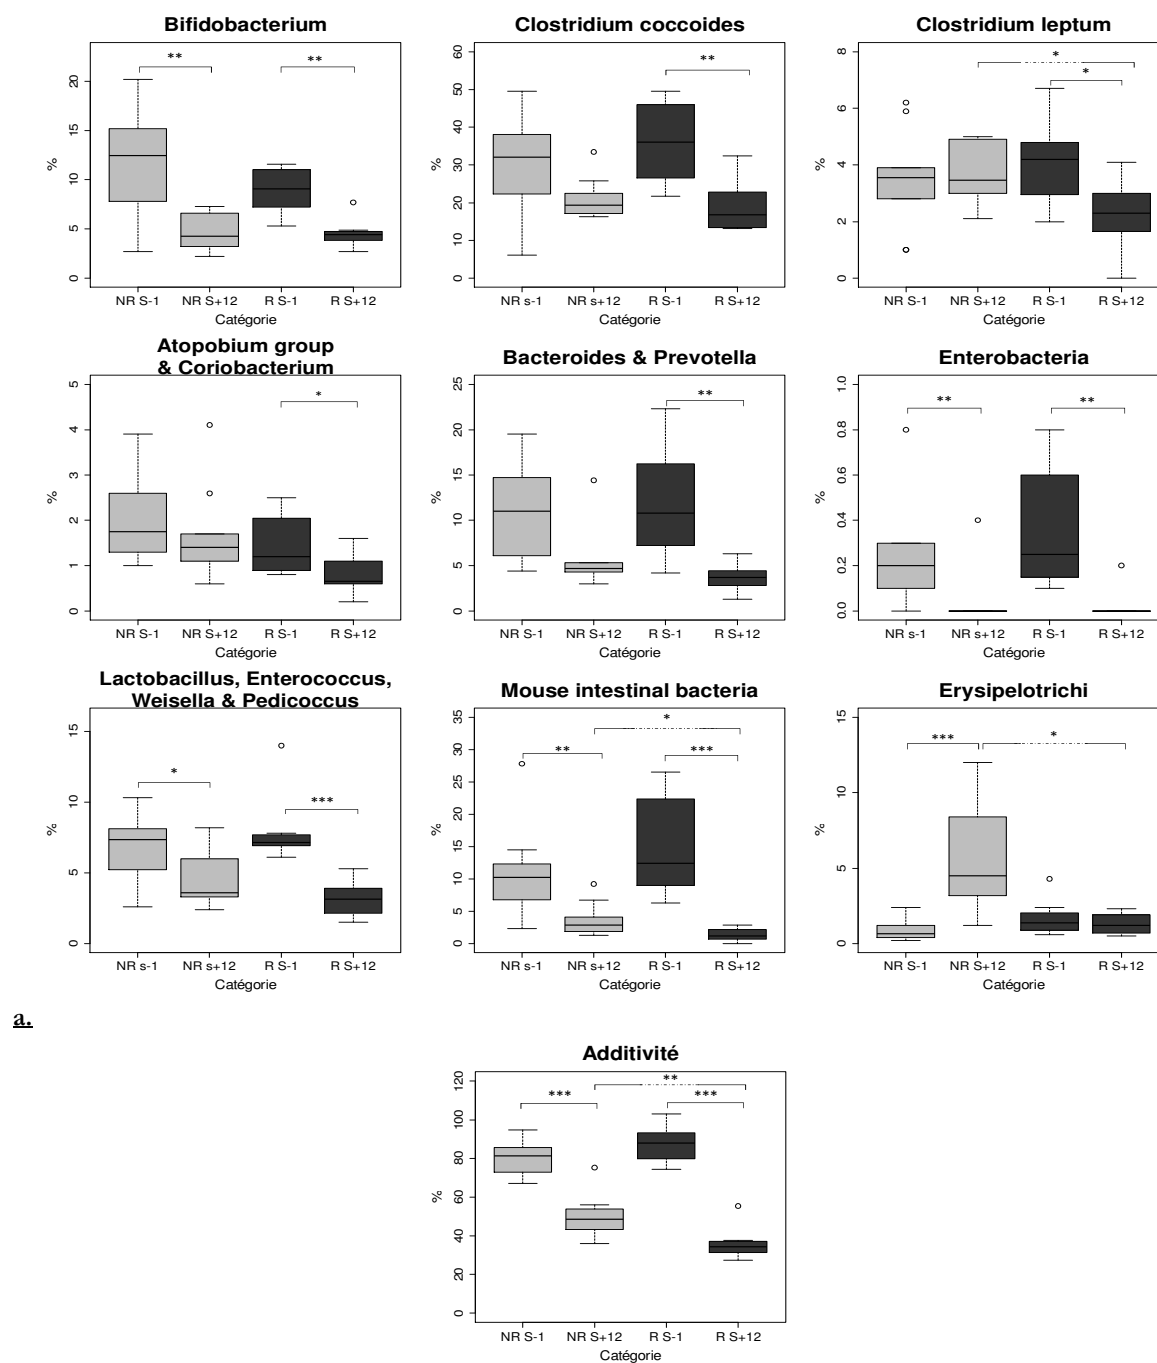 Bifidobacterium
**
**
%
0
5
10
15
20
NR S-1
NR S+12
R S-1
R S+12
Catégorie
Clostridium coccoides
**
%
0
10
20
30
40
50
60
NR s-1
NR s+12
R S-1
R S+12
Catégorie
Clostridium leptum
*
*
%
0
2
4
6
8
NR S-1
NR S+12
R S-1
R S+12
Catégorie
Atopobium group
& Coriobacterium
*
%
0
1
2
3
4
5
NR S-1
NR S+12
R S-1
R S+12
Catégorie
Bacteroides & Prevotella
**
%
0
5
10
15
20
25
NR S-1
NR S+12
R S-1
R S+12
Catégorie
Enterobacteria
**
**
%
0.0
0.2
0.4
0.6
0.8
1.0
NR s-1
NR s+12
R S-1
R S+12
Catégorie
Lactobacillus, Enterococcus,
Weisella & Pedicoccus
*
***
%
0
5
10
15
NR s-1
NR s+12
R S-1
R S+12
Catégorie
Mouse intestinal bacteria
*
**
***
%
0
5
10
15
20
25
30
35
NR s-1
NR s+12
R S-1
R S+12
Catégorie
Erysipelotrichi
***
*
%
0
5
10
15
NR S-1
NR S+12
R S-1
R S+12
Catégorie
a.
Additivité
**
***
***
%
0
20
40
60
80
100
120
NR S-1
NR S+12
R S-1
R S+12
Catégorie